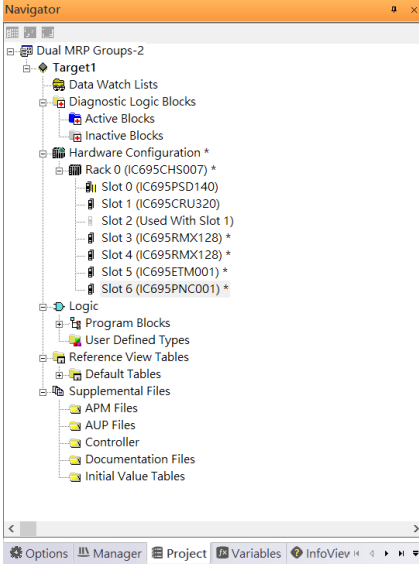 Navigator
Dual MRP Groups-2
Target1
Data Watch Lists
Diagnostic Logic Blocks
Active Blocks
Inactive Blocks
Hardware Configuration *
Rack 0 (IC695CHS007) *
Slot 0 (IC695PSD140)
Slot 1 (IC695CRU320)
Slot 2 (Used With Slot 1)
Slot 3 (IC695RMX128) *
Slot 4 (IC695RMX128) *
Slot 5 (IC695ETM001) *
Slot 6 (IC695PNC001) *
Logic
Program Blocks
User Defined Types
Reference View Tables
Default Tables
Supplemental Files
APM Files
AUP Files
Controller
Documentation Files
Initial Value Tables
Options Manager Project Variables InfoView